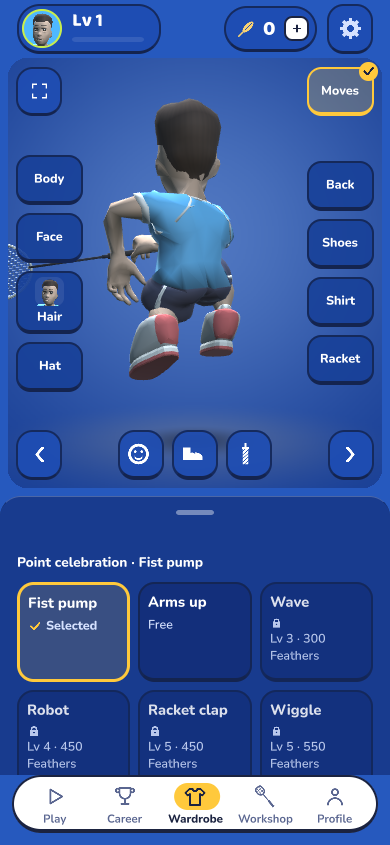 Lv 1
0
+
Moves
Body
Back
Face
Shoes
Hair
Shirt
Hat
Racket
Point celebration · Fist pump
Fist pump
Selected
Arms up
Free
Wave
Lv 3 · 300
Feathers
Robot
Lv 4 · 450
Feathers
Racket clap
Lv 5 · 450
Feathers
Wiggle
Lv 5 · 550
Feathers
Play
Career
Wardrobe
Workshop
Profile